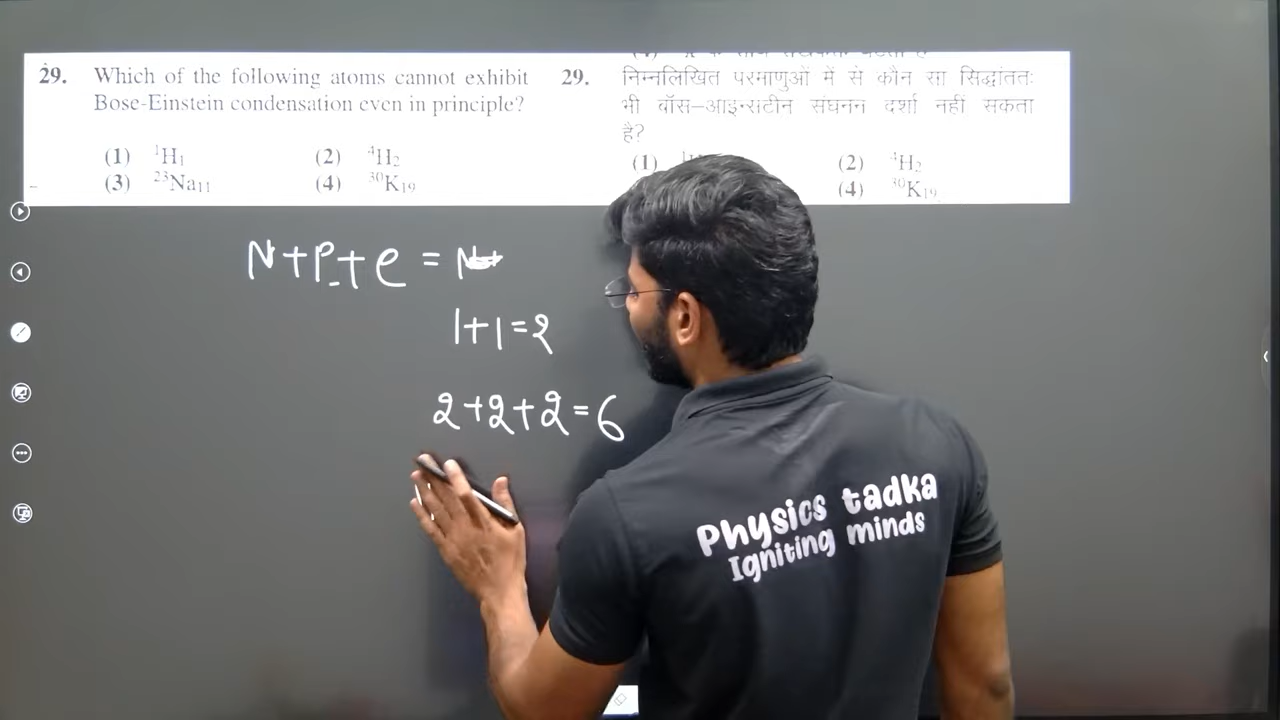 29. Which of the following atoms cannot exhibit
Bose-Einstein condensation even in principle?
(1) ¹H₁ (2) ⁴H₂
(3) ²³Na₁₁ (4) ³⁰K₁₉
29. निम्नलिखित परमाणुओं में से कौन सा सिद्धांततः
भी बॉस–आइन्सटीन संघनन दर्शा नहीं सकता
है?
(1) (2) ⁴H₂
(4) ³⁰K₁₉
N+P+e =
1+1=2
2+2+2=6
Physics tadka
Igniting minds